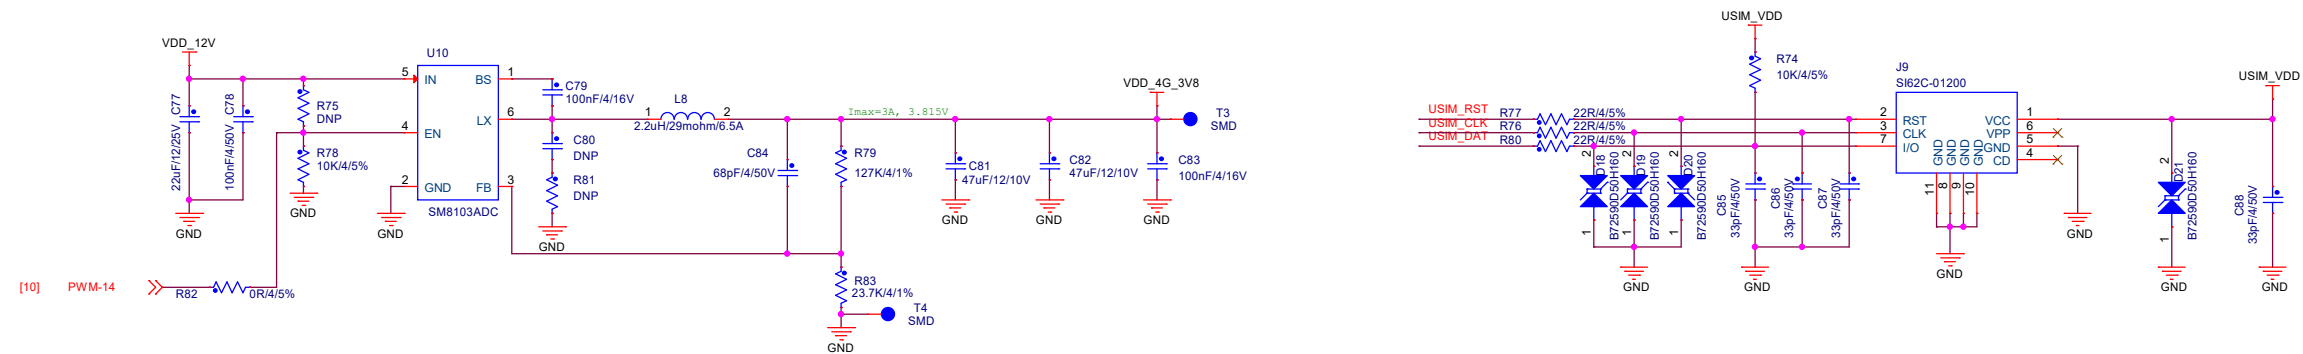 VDD_12V
C77
22uF/12/25V
C78
100nF/4/50V
R75
DNP
R78
10K/4/5%
GND
GND
[10]
PWM-14
R82
0R/4/5%
U10
5
IN
BS
1
LX
6
4
EN
2
GND
FB
3
SM8103ADC
GND
C79
100nF/4/16V
C80
DNP
R81
DNP
GND
L8
1
2
2.2uH/29mohm/6.5A
C84
68pF/4/50V
Imax=3A, 3.815V
R79
127K/4/1%
R83
23.7K/4/1%
T4
SMD
GND
C81
47uF/12/10V
GND
C82
47uF/12/10V
GND
VDD_4G_3V8
T3
SMD
C83
100nF/4/16V
GND
USIM_VDD
R74
10K/4/5%
USIM_RST
R77
22R/4/5%
USIM_CLK
R76
22R/4/5%
USIM_DAT
R80
22R/4/5%
2
D18
B72590D50H160
1
2
D19
B72590D50H160
1
2
D20
B72590D50H160
1
GND
C85
33pF/4/50V
C86
33pF/4/50V
C87
33pF/4/50V
GND
J9
SI62C-01200
2
RST
3
CLK
7
I/O
VCC
1
VPP
6
GND
5
CD
4
GND
GND
GND
GND
11
8
9
10
GND
GND
USIM_VDD
2
D21
B72590D50H160
1
GND
C88
33pF/4/50V
GND